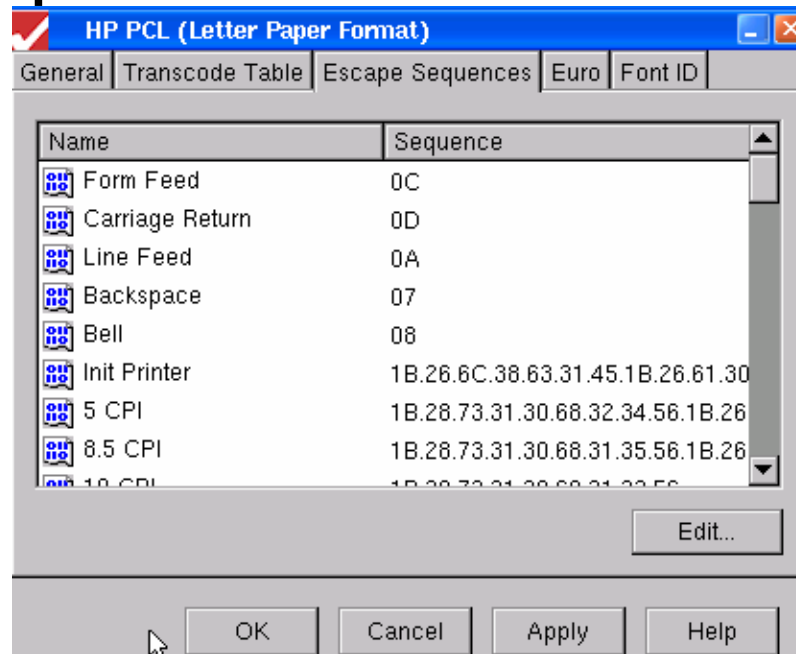 HP PCL (Letter Paper Format)
General Transcode Table Escape Sequences Euro Font ID
Name Sequence
Form Feed 0C
Carriage Return 0D
Line Feed 0A
Backspace 07
Bell 08
Init Printer 1B.26.6C.38.63.31.45.1B.26.61.30
5 CPI 1B.28.73.31.30.68.32.34.56.1B.26
8.5 CPI 1B.28.73.31.30.68.31.35.56.1B.26
10 CPI
Edit...
OK Cancel Apply Help